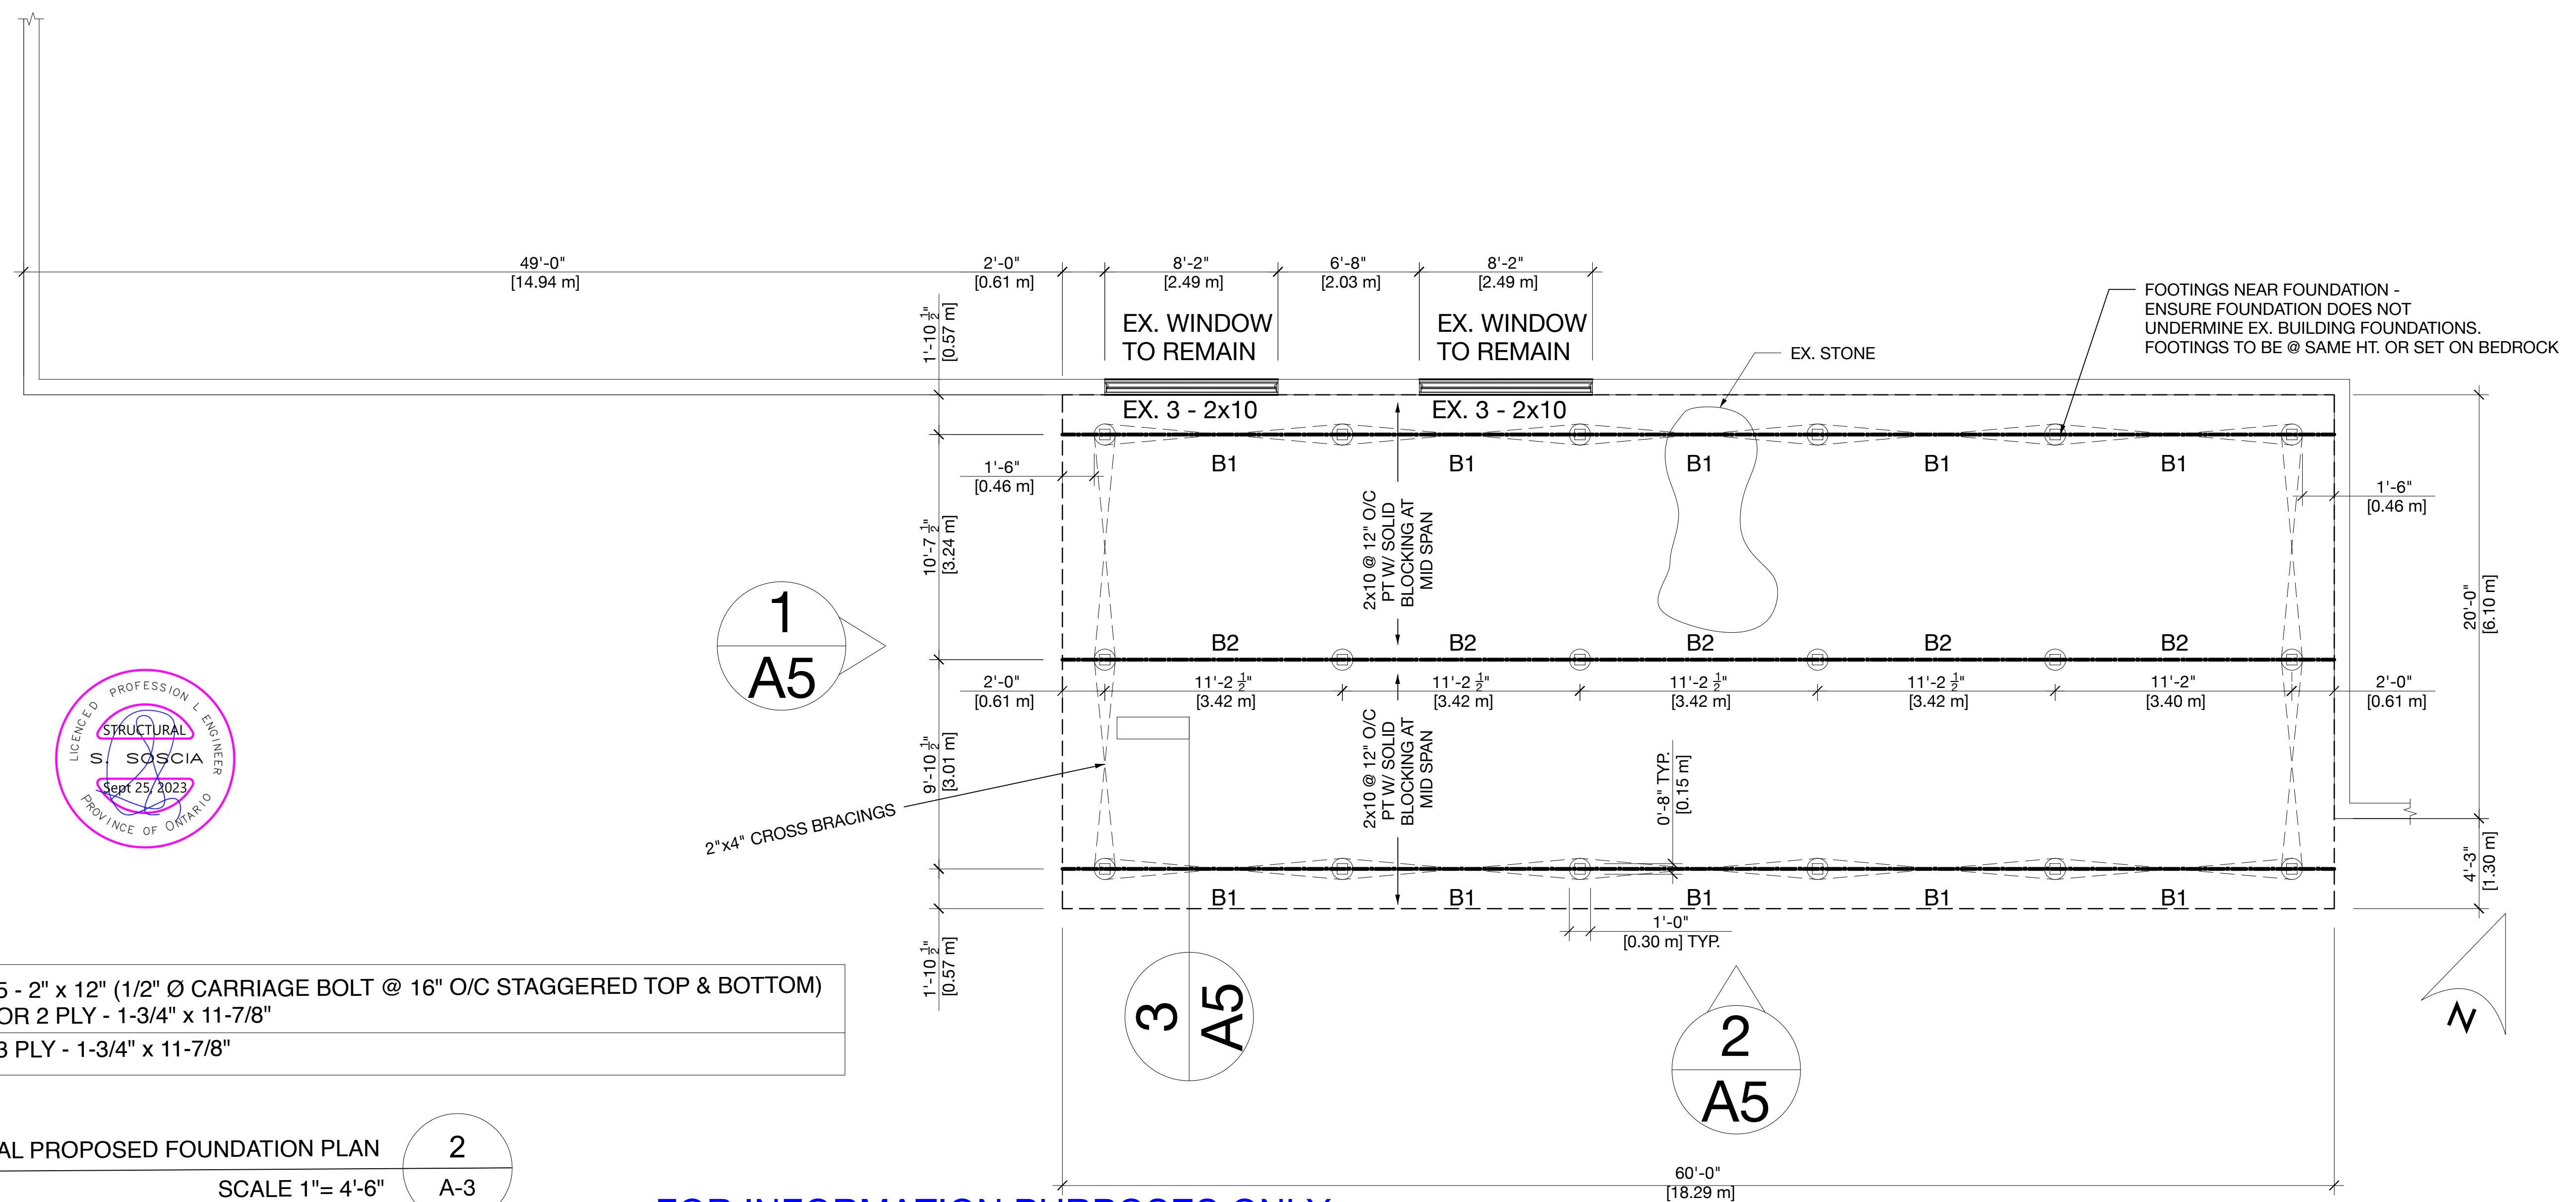 49'-0"
[14.94 m]
2'-0"
[0.61 m]
8'-2"
[2.49 m]
6'-8"
[2.03 m]
8'-2"
[2.49 m]
1'-10 1/2"
[0.57 m]
EX. WINDOW
TO REMAIN
EX. WINDOW
TO REMAIN
EX. STONE
FOOTINGS NEAR FOUNDATION -
ENSURE FOUNDATION DOES NOT
UNDERMINE EX. BUILDING FOUNDATIONS.
FOOTINGS TO BE @ SAME HT. OR SET ON BEDROCK
EX. 3 - 2x10
EX. 3 - 2x10
B1
B1
B1
B1
B1
1'-6"
[0.46 m]
1'-6"
[0.46 m]
10'-7 1/2"
[3.24 m]
2x10 @ 12" O/C
PT W/ SOLID
BLOCKING AT
MID SPAN
20'-0"
[6.10 m]
1
A5
B2
B2
B2
B2
B2
2'-0"
[0.61 m]
11'-2 1/2"
[3.42 m]
11'-2 1/2"
[3.42 m]
11'-2 1/2"
[3.42 m]
11'-2 1/2"
[3.42 m]
11'-2"
[3.40 m]
2'-0"
[0.61 m]
LICENCED PROFESSION L ENGINEER
STRUCTURAL
S. SOSCIA
Sept 25, 2023
PROVINCE OF ONTARIO
9'-10 1/2"
[3.01 m]
2x10 @ 12" O/C
PT W/ SOLID
BLOCKING AT
MID SPAN
0'-8" TYP.
[0.15 m]
2"x4" CROSS BRACINGS
4'-3"
[1.30 m]
B1
B1
B1
B1
B1
1'-0"
[0.30 m] TYP.
1'-10 1/2"
[0.57 m]
5 - 2" x 12" (1/2" Ø CARRIAGE BOLT @ 16" O/C STAGGERED TOP & BOTTOM)
OR 2 PLY - 1-3/4" x 11-7/8"
3 PLY - 1-3/4" x 11-7/8"
3
A5
2
A5
N
AL PROPOSED FOUNDATION PLAN
2
SCALE 1"= 4'-6"
A-3
60'-0"
[18.29 m]
FOR INFORMATION PURPOSES ONLY